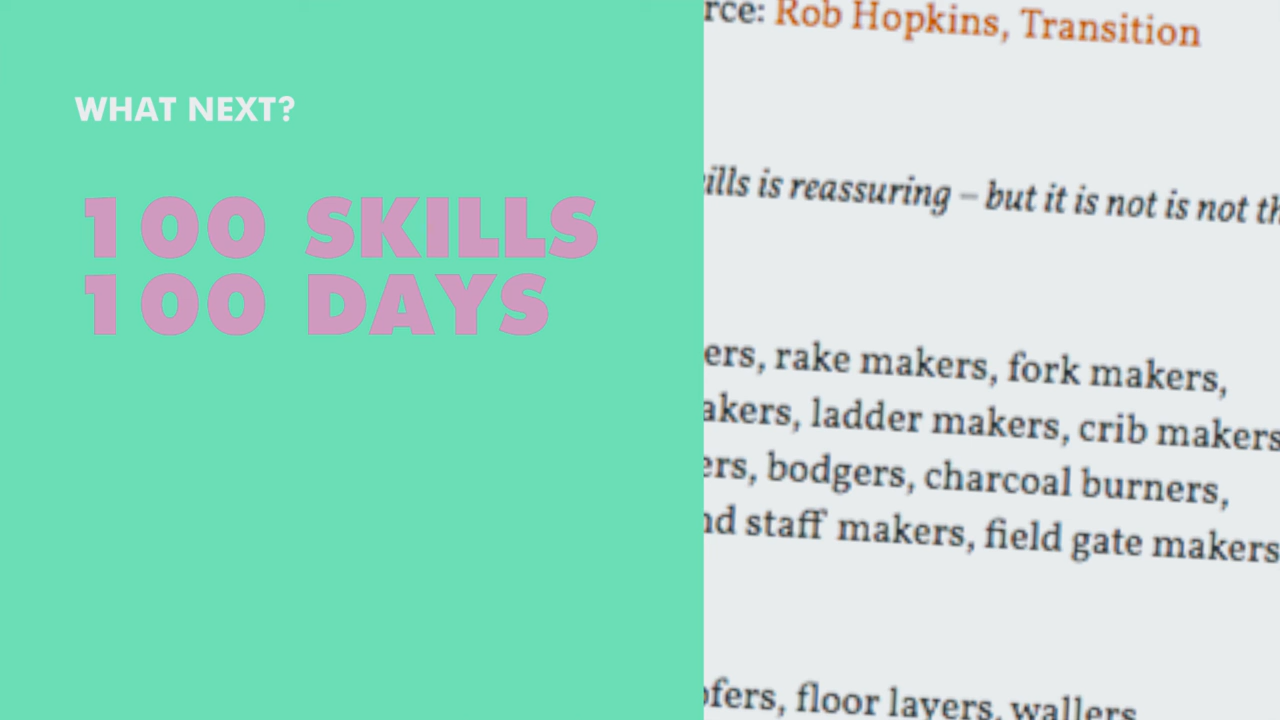 WHAT NEXT?
100 SKILLS
100 DAYS
rce: Rob Hopkins, Transition
ills is reassuring – but it is not is not th
ers, rake makers, fork makers,
akers, ladder makers, crib makers
ers, bodgers, charcoal burners,
nd staff makers, field gate makers
ofers, floor layers, wallers